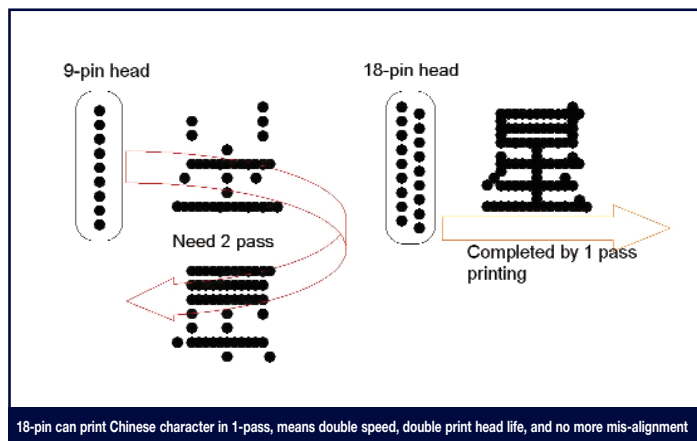 9-pin head
18-pin head
星
Need 2 pass
Completed by 1 pass
printing
18-pin can print Chinese character in 1-pass, means double speed, double print head life, and no more mis-alignment